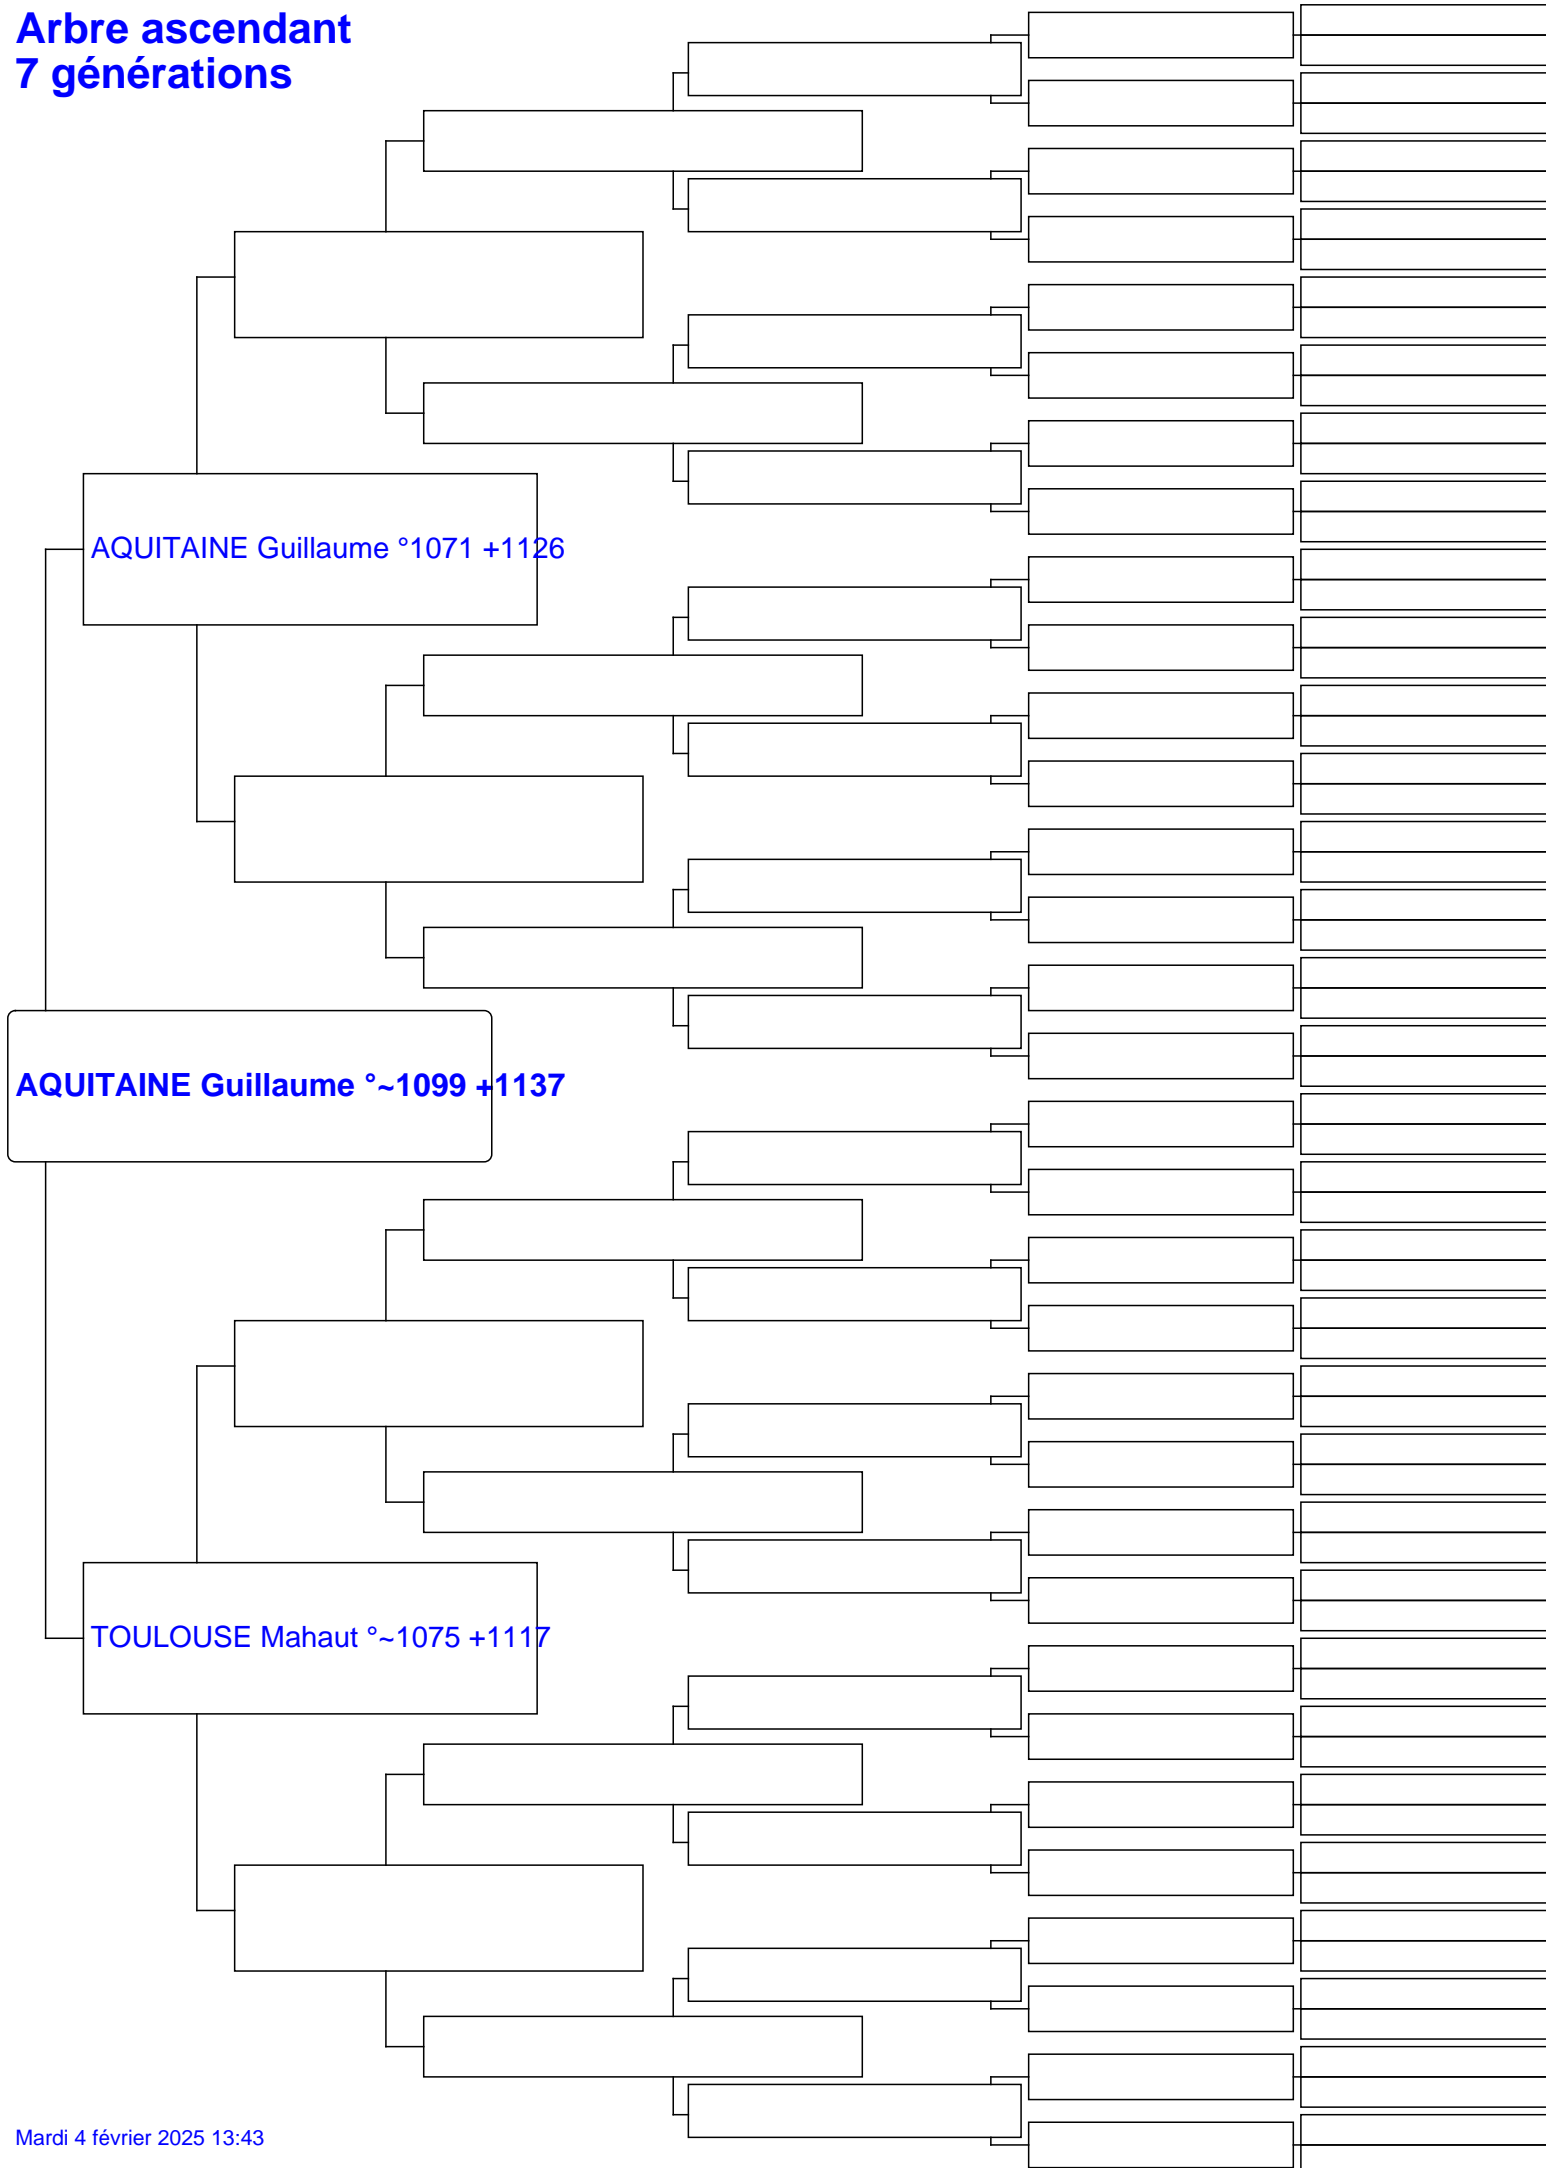 Arbre ascendant
7 générations
AQUITAINE Guillaume °1071 +1126
AQUITAINE Guillaume °~1099 +1137
TOULOUSE Mahaut °~1075 +1117
Mardi 4 février 2025 13:43